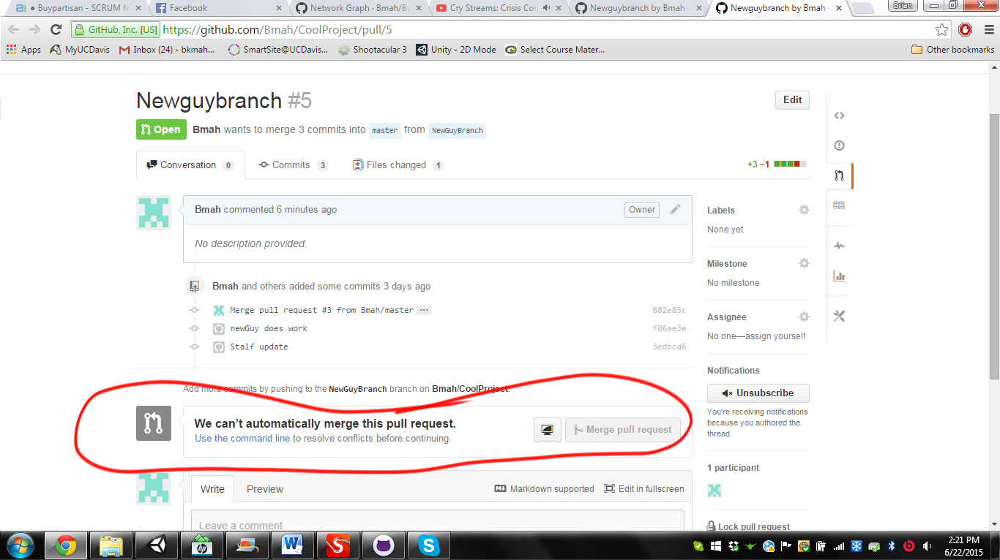 Buypartisan - SCRUM M
Facebook
Network Graph · Bmah/Bu
Cry Streams: Crisis Cor
Newguybranch by Bmah ·
Newguybranch by Bmah ·
Brian
GitHub, Inc. [US]
https://github.com/Bmah/CoolProject/pull/5
Apps
MyUCDavis
Inbox (24) - bkmah...
SmartSite@UCDavis...
Shootacular 3
Unity - 2D Mode
Select Course Mater...
Other bookmarks
Newguybranch #5
Edit
Open
Bmah wants to merge 3 commits into master from NewGuyBranch
Conversation 0
Commits 3
Files changed 1
+3 −1
Bmah commented 6 minutes ago
Owner
No description provided.
Bmah and others added some commits 3 days ago
Merge pull request #3 from Bmah/master ...
882e85c
newGuy does work
f06ae3e
Stalf update
3edbcd6
Add more commits by pushing to the NewGuyBranch branch on Bmah/CoolProject.
We can't automatically merge this pull request.
Use the command line to resolve conflicts before continuing.
Merge pull request
Write
Preview
Markdown supported
Edit in fullscreen
Leave a comment
Labels
None yet
Milestone
No milestone
Assignee
No one—assign yourself
Notifications
Unsubscribe
You're receiving notifications
because you authored the
thread.
1 participant
Lock pull request
2:21 PM
6/22/2015